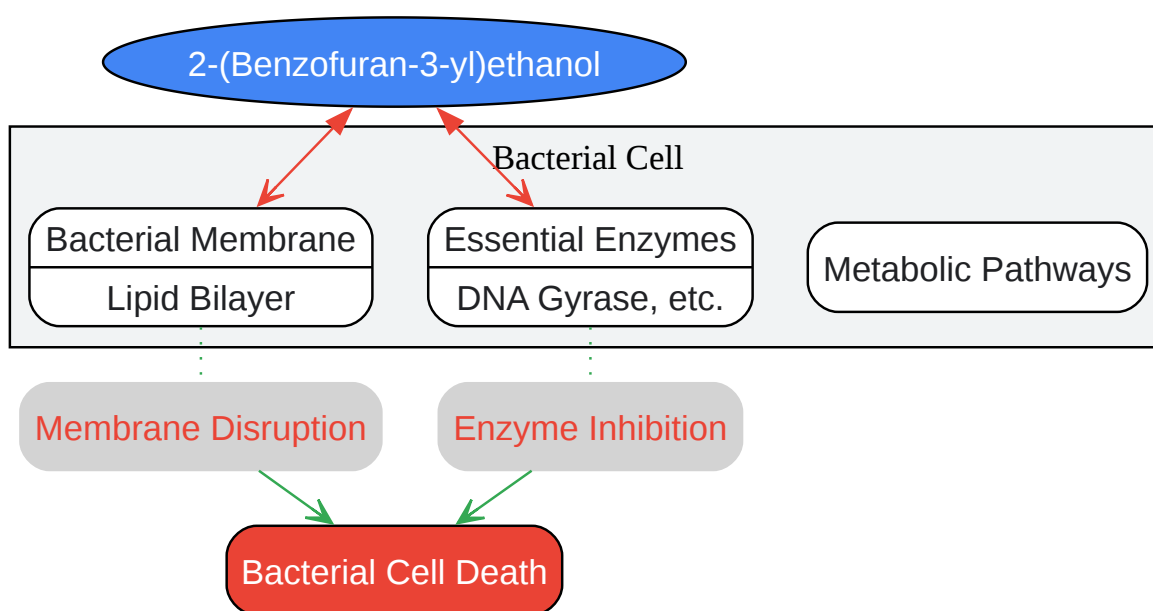 2-(Benzofuran-3-yl)ethanol
Bacterial Cell
Bacterial Membrane
Lipid Bilayer
Essential Enzymes
DNA Gyrase, etc.
Metabolic Pathways
Membrane Disruption
Enzyme Inhibition
Bacterial Cell Death